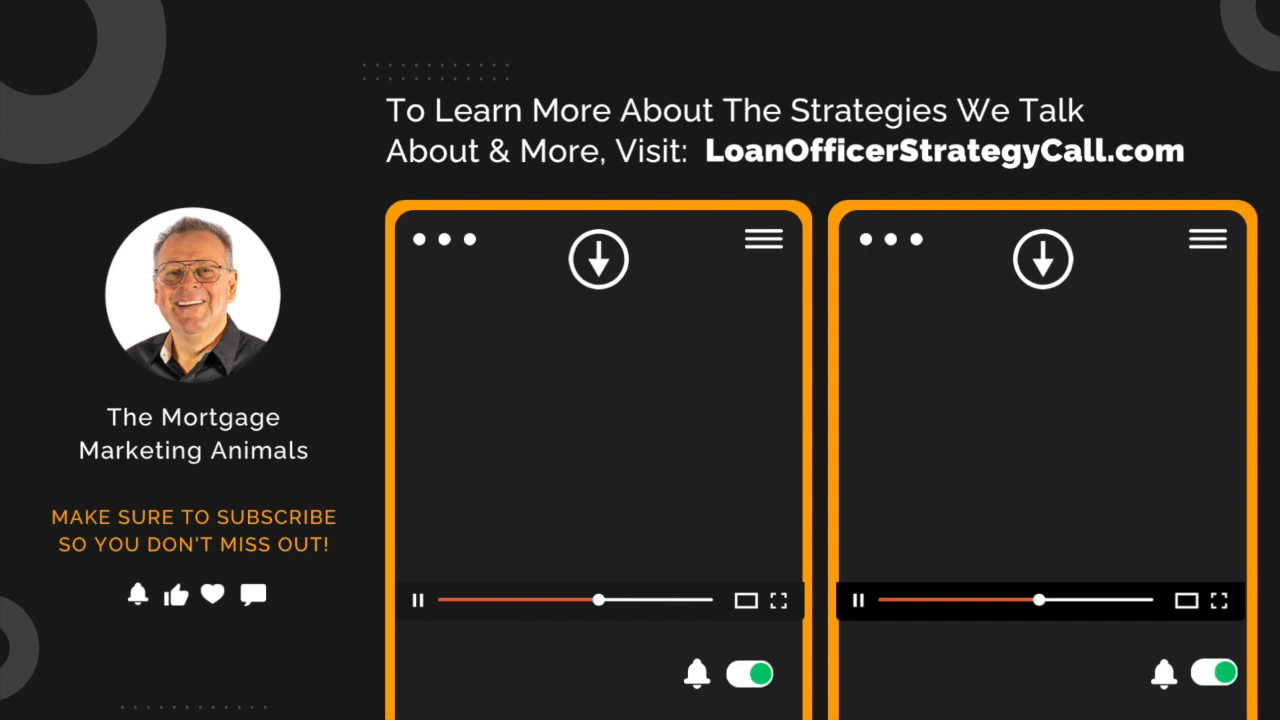 To Learn More About The Strategies We Talk
About & More, Visit: LoanOfficerStrategyCall.com
The Mortgage
Marketing Animals
MAKE SURE TO SUBSCRIBE
SO YOU DON'T MISS OUT!